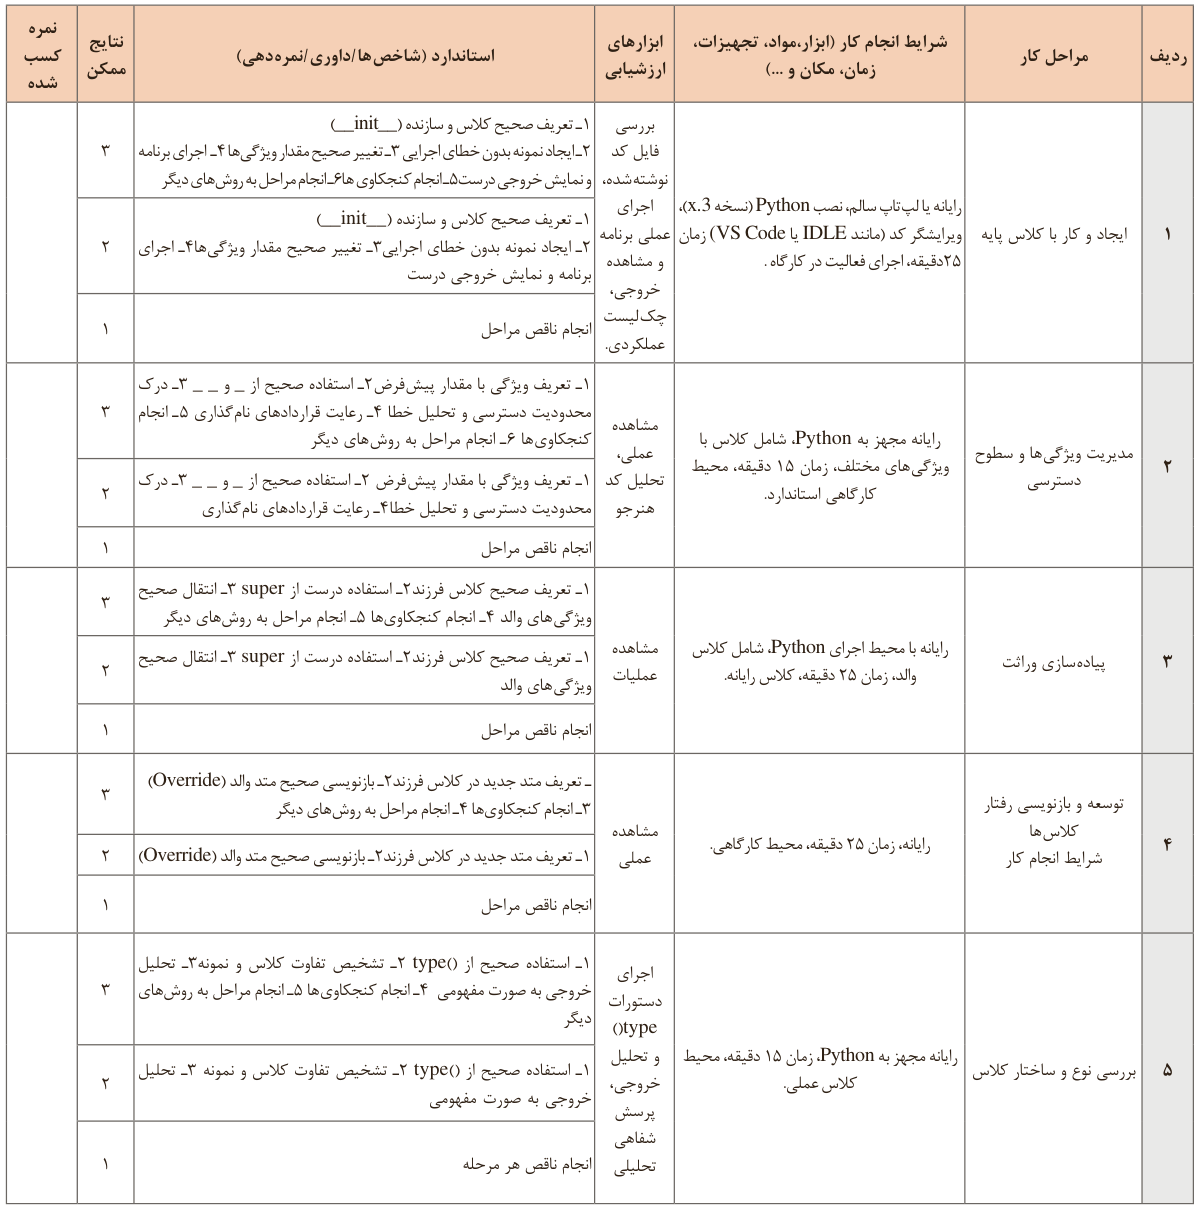 ردیف
مراحل کار
شرایط انجام کار (ابزار،مواد، تجهیزات،
زمان، مکان و ...)
ابزارهای
ارزشیابی
استاندارد (شاخص‌ها/داوری/نمره‌دهی)
نتایج
ممکن
نمره
کسب
شده
۱
ایجاد و کار با کلاس پایه
رایانه یا لپ‌تاپ سالم، نصب Python (نسخه x.3)،
ویرایشگر کد (مانند IDLE یا VS Code) زمان
۲۵دقیقه، اجرای فعالیت در کارگاه .
بررسی
فایل کد
نوشته‌شده،
اجرای
عملی برنامه
و مشاهده
خروجی،
چک‌لیست
عملکردی.
۱ـ تعریف صحیح کلاس و سازنده (__init__)
۲ـ ایجاد نمونه بدون خطای اجرایی ۳ـ تغییر صحیح مقدار ویژگی‌ها ۴ـ اجرای برنامه
و نمایش خروجی درست۵ـ انجام کنجکاوی ها۶ـ انجام مراحل به روش‌های دیگر
۳
۱ـ تعریف صحیح کلاس و سازنده (__init__)
۲ـ ایجاد نمونه بدون خطای اجرایی۳ـ تغییر صحیح مقدار ویژگی‌ها۴ـ اجرای
برنامه و نمایش خروجی درست
۲
انجام ناقص مراحل
۱
۲
مدیریت ویژگی‌ها و سطوح
دسترسی
رایانه مجهز به Python، شامل کلاس با
ویژگی‌های مختلف، زمان ۱۵ دقیقه، محیط
کارگاهی استاندارد.
مشاهده
عملی،
تحلیل کد
هنرجو
۱ـ تعریف ویژگی با مقدار پیش‌فرض۲ـ استفاده صحیح از _ و _ _ ۳ـ درک
محدودیت دسترسی و تحلیل خطا ۴ـ رعایت قراردادهای نام‌گذاری ۵ـ انجام
کنجکاوی‌ها ۶ـ انجام مراحل به روش‌های دیگر
۳
۱ـ تعریف ویژگی با مقدار پیش‌فرض ۲ـ استفاده صحیح از _ و _ _ ۳ـ درک
محدودیت دسترسی و تحلیل خطا۴ـ رعایت قراردادهای نام‌گذاری
۲
انجام ناقص مراحل
۱
۳
پیاده‌سازی وراثت
رایانه با محیط اجرای Python، شامل کلاس
والد، زمان ۲۵ دقیقه، کلاس رایانه.
مشاهده
عملیات
۱ـ تعریف صحیح کلاس فرزند۲ـ استفاده درست از super ۳ـ انتقال صحیح
ویژگی‌های والد ۴ـ انجام کنجکاوی‌ها ۵ـ انجام مراحل به روش‌های دیگر
۳
۱ـ تعریف صحیح کلاس فرزند۲ـ استفاده درست از super ۳ـ انتقال صحیح
ویژگی‌های والد
۲
انجام ناقص مراحل
۱
۴
توسعه و بازنویسی رفتار
کلاس‌ها
شرایط انجام کار
رایانه، زمان ۲۵ دقیقه، محیط کارگاهی.
مشاهده
عملی
ـ تعریف متد جدید در کلاس فرزند۲ـ بازنویسی صحیح متد والد (Override)
۳ـ انجام کنجکاوی‌ها ۴ـ انجام مراحل به روش‌های دیگر
۳
۱ـ تعریف متد جدید در کلاس فرزند۲ـ بازنویسی صحیح متد والد (Override)
۲
انجام ناقص مراحل
۱
۵
بررسی نوع و ساختار کلاس
رایانه مجهز به Python، زمان ۱۵ دقیقه، محیط
کلاس عملی.
اجرای
دستورات
type()
و تحلیل
خروجی،
پرسش
شفاهی
تحلیلی
۱ـ استفاده صحیح از type() ۲ـ تشخیص تفاوت کلاس و نمونه۳ـ تحلیل
خروجی به صورت مفهومی ۴ـ انجام کنجکاوی‌ها ۵ـ انجام مراحل به روش‌های
دیگر
۳
۱ـ استفاده صحیح از type() ۲ـ تشخیص تفاوت کلاس و نمونه ۳ـ تحلیل
خروجی به صورت مفهومی
۲
انجام ناقص هر مرحله
۱